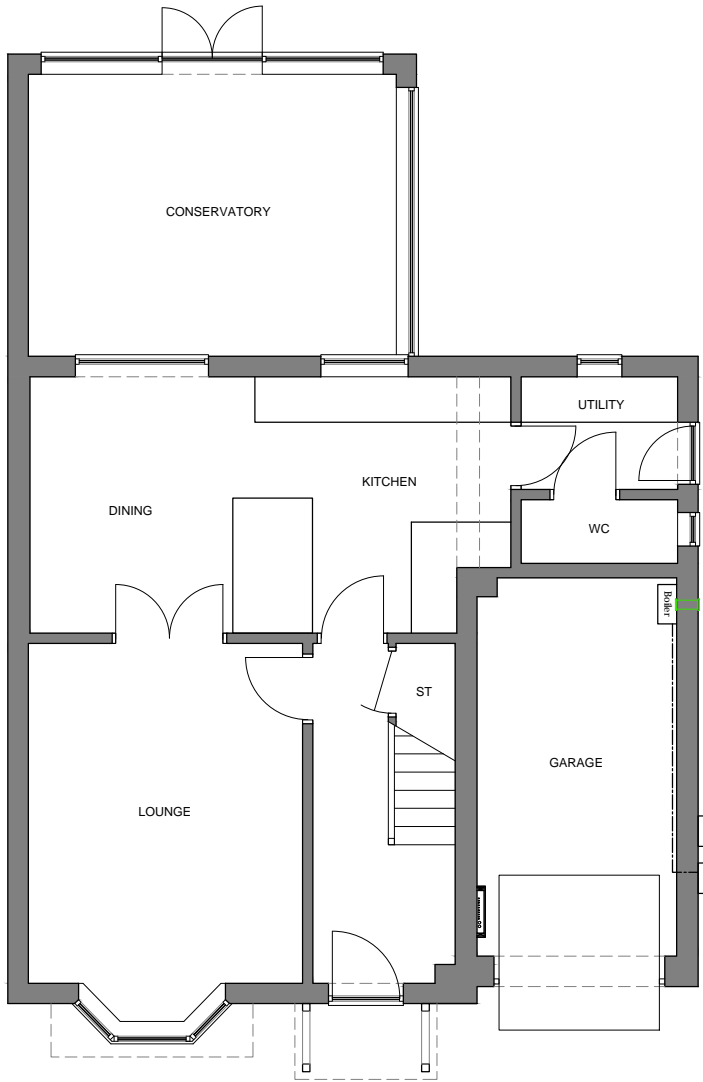 CONSERVATORY
UTILITY
KITCHEN
DINING
WC
Boiler
ST
GARAGE
LOUNGE